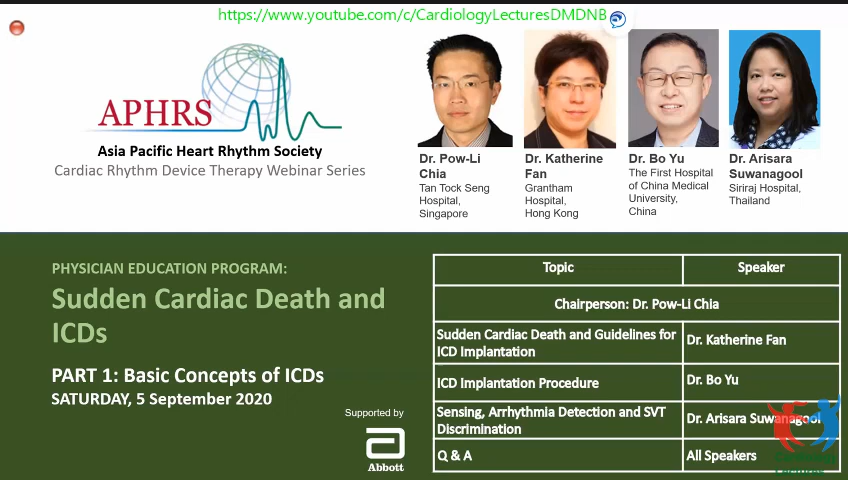 https://www.youtube.com/c/CardiologyLecturesDMDNB
APHRS
Asia Pacific Heart Rhythm Society
Cardiac Rhythm Device Therapy Webinar Series
Dr. Pow-Li
Chia
Tan Tock Seng
Hospital,
Singapore
Dr. Katherine
Fan
Grantham
Hospital,
Hong Kong
Dr. Bo Yu
The First Hospital
of China Medical
University,
China
Dr. Arisara
Suwanagool
Siriraj Hospital,
Thailand
PHYSICIAN EDUCATION PROGRAM:
Sudden Cardiac Death and
ICDs
PART 1: Basic Concepts of ICDs
SATURDAY, 5 September 2020
Supported by
Abbott
Topic Speaker
Chairperson: Dr. Pow-Li Chia
Sudden Cardiac Death and Guidelines for
ICD Implantation
Dr. Katherine Fan
ICD Implantation Procedure Dr. Bo Yu
Sensing, Arrhythmia Detection and SVT
Discrimination
Dr. Arisara Suwanagool
Q & A All Speakers
Cardiology
Lectures